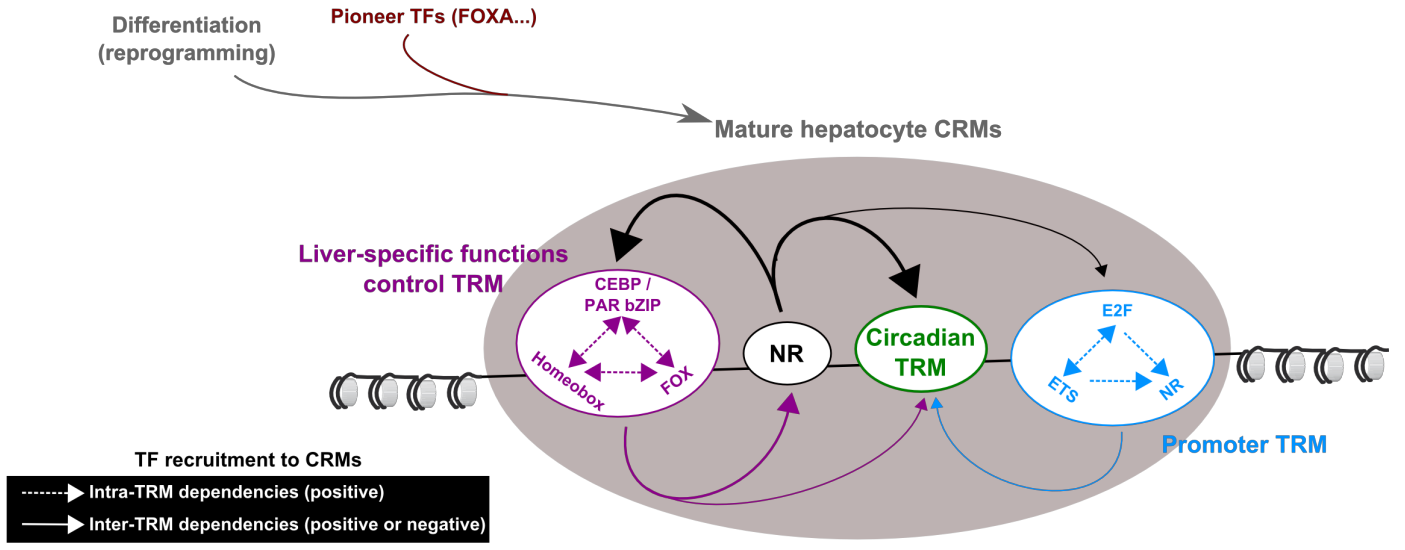 Differentiation
(reprogramming)
Pioneer TFs (FOXA...)
Mature hepatocyte CRMs
Liver-specific functions
control TRM
CEBP /
PAR bZIP
Homeobox
FOX
NR
Circadian
TRM
E2F
ETS
NR
Promoter TRM
TF recruitment to CRMs
Intra-TRM dependencies (positive)
Inter-TRM dependencies (positive or negative)